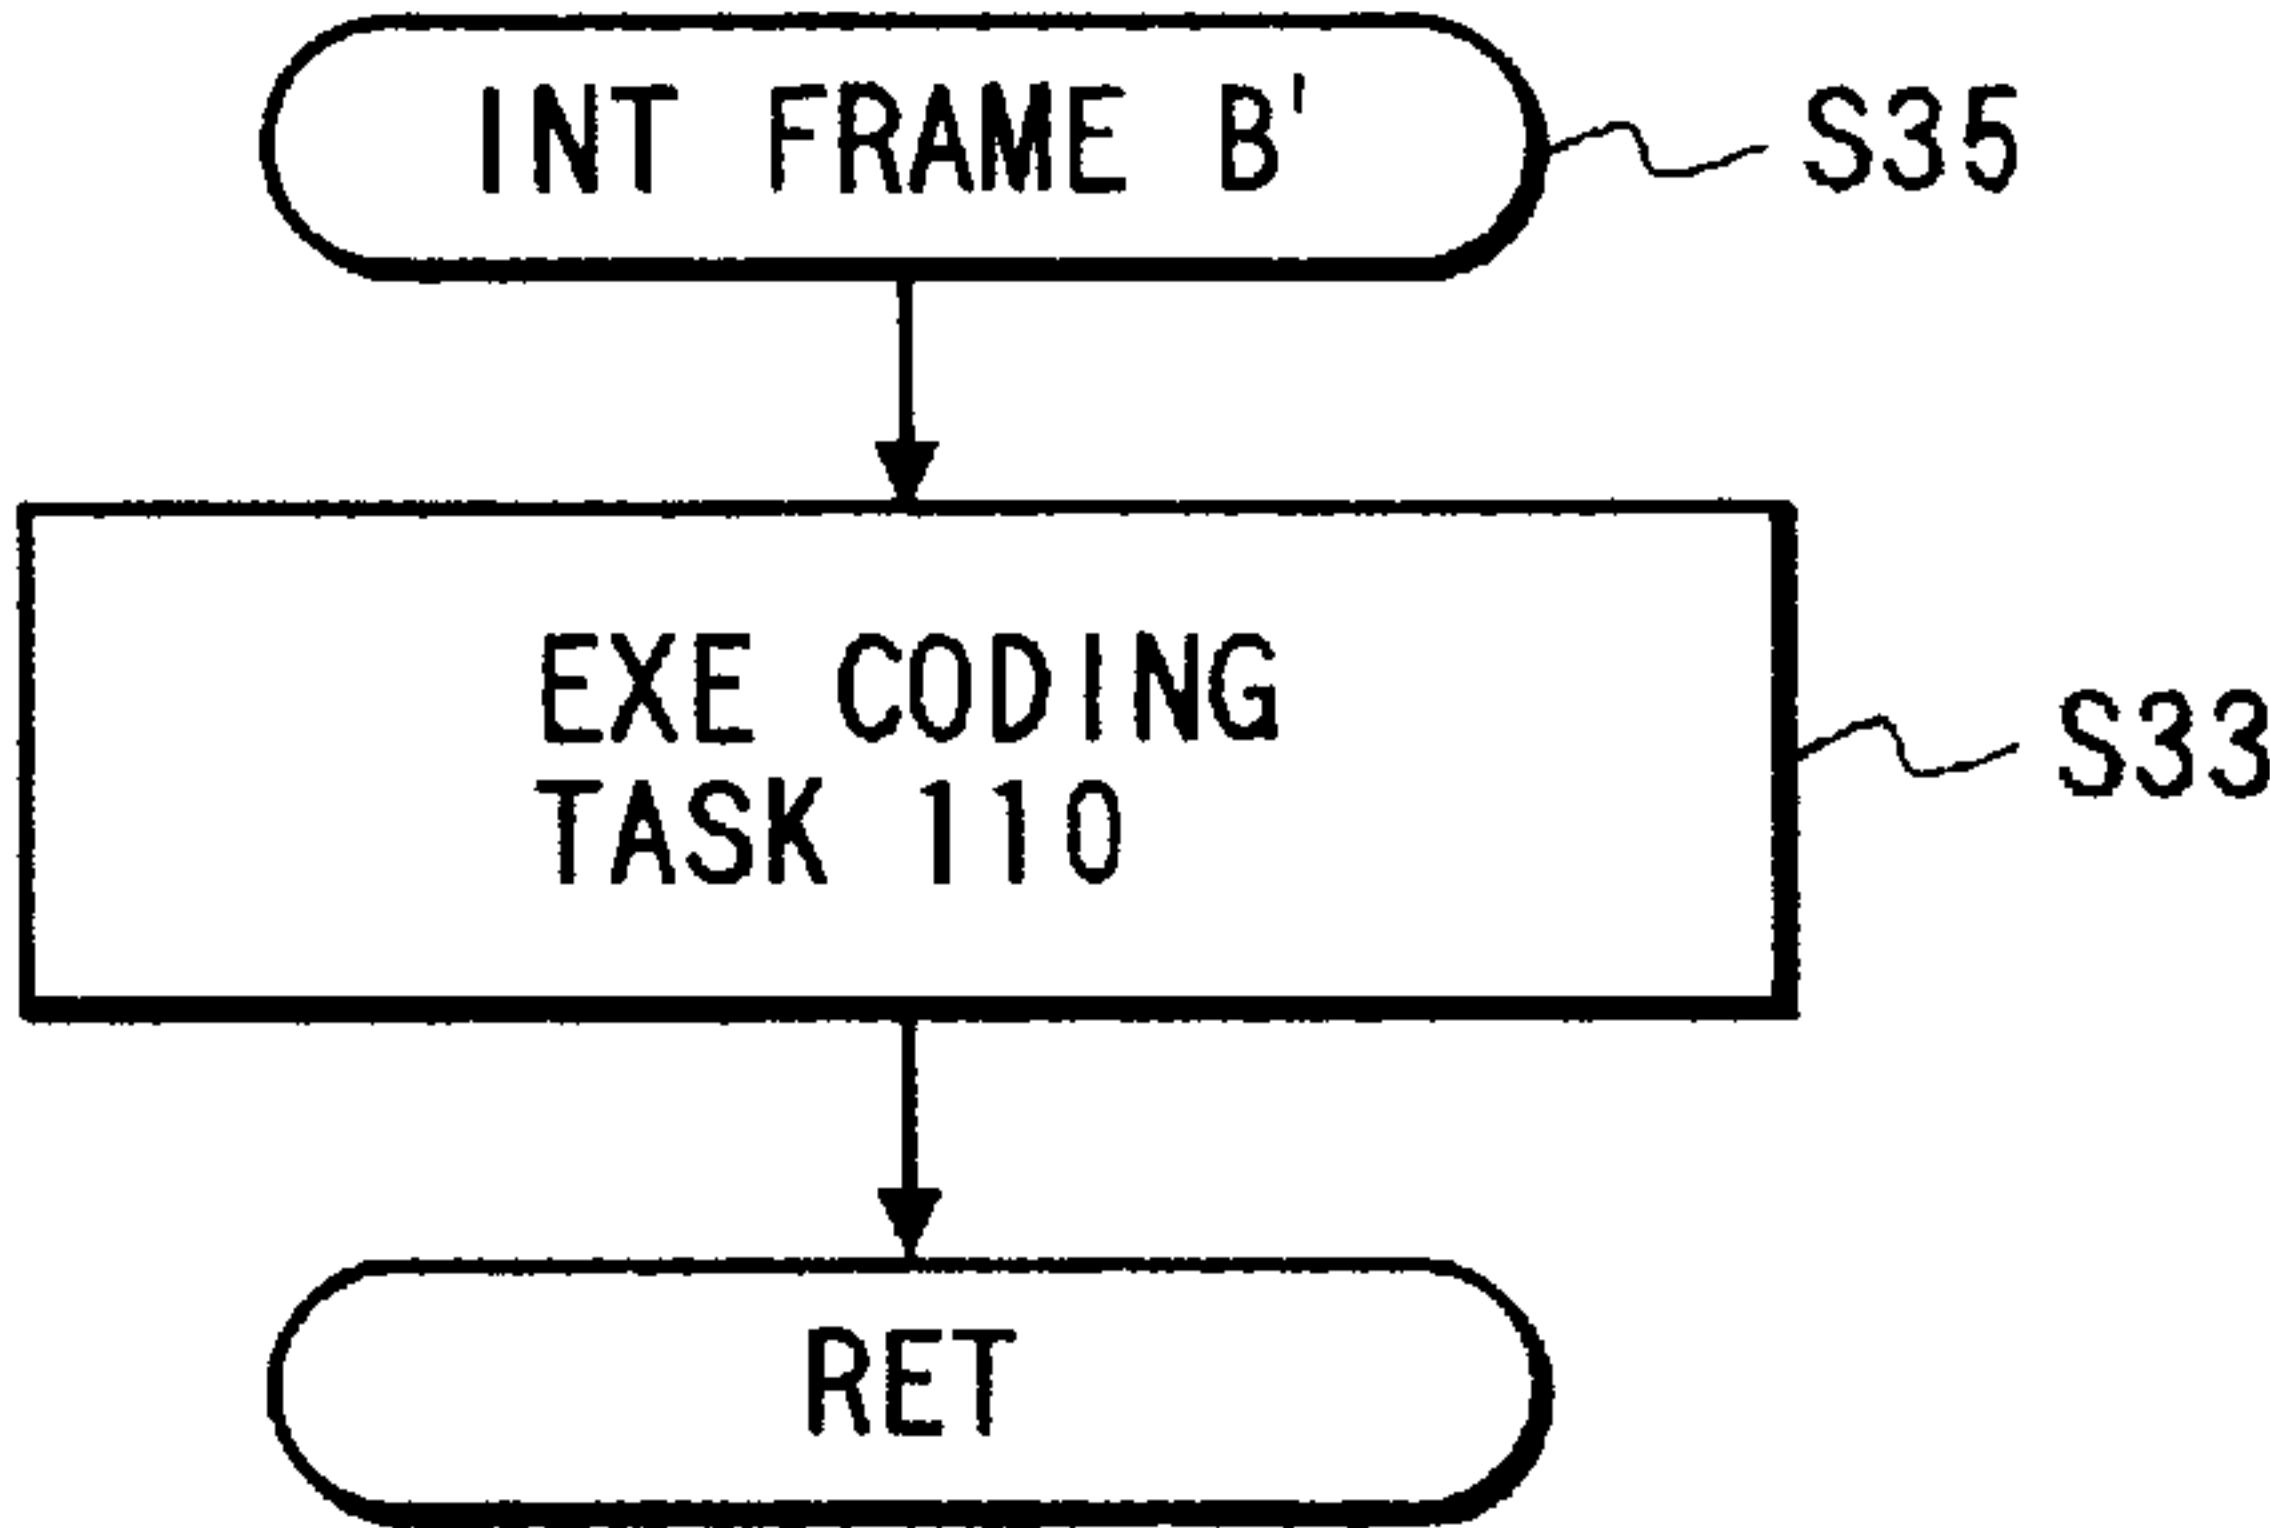 INT FRAME B'
S35
EXE CODING
TASK 110
S33
RET